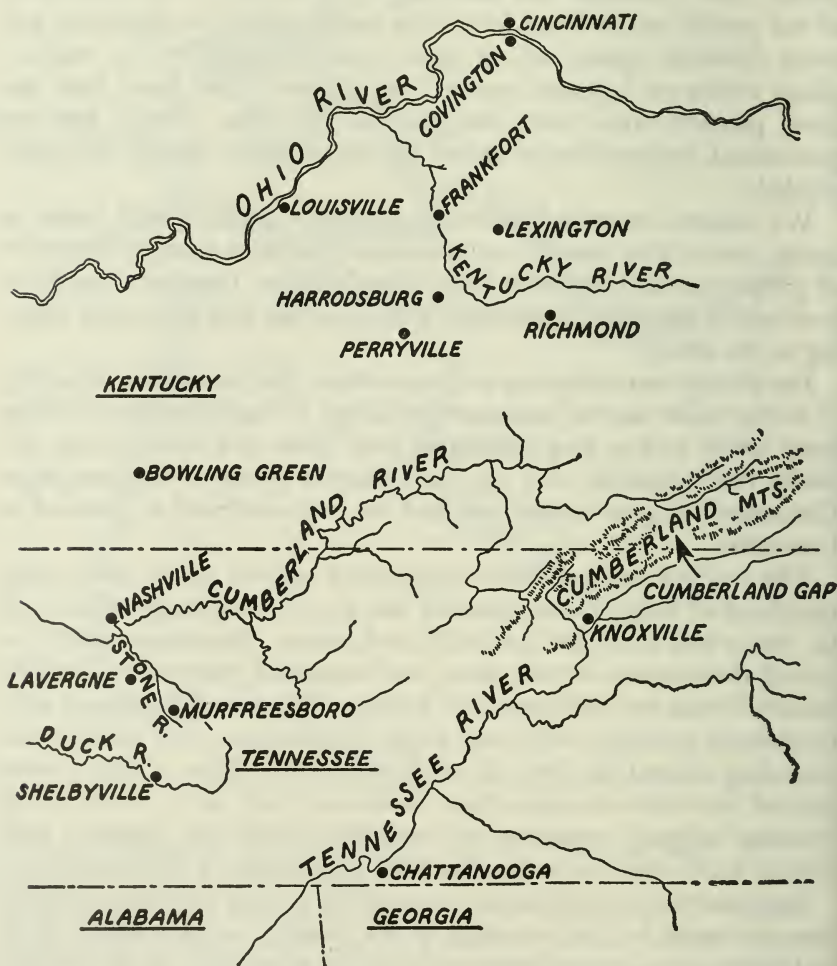 CINCINNATI
COVINGTON
OHIO RIVER
FRANKFORT
LOUISVILLE
LEXINGTON
KENTUCKY RIVER
HARRODSBURG
RICHMOND
PERRYVILLE
KENTUCKY
BOWLING GREEN
CUMBERLAND RIVER
CUMBERLAND MTS.
CUMBERLAND GAP
NASHVILLE
KNOXVILLE
STONE R.
LAVERGNE
MURFREESBORO
DUCK R.
TENNESSEE
SHELBYVILLE
TENNESSEE RIVER
CHATTANOOGA
ALABAMA
GEORGIA